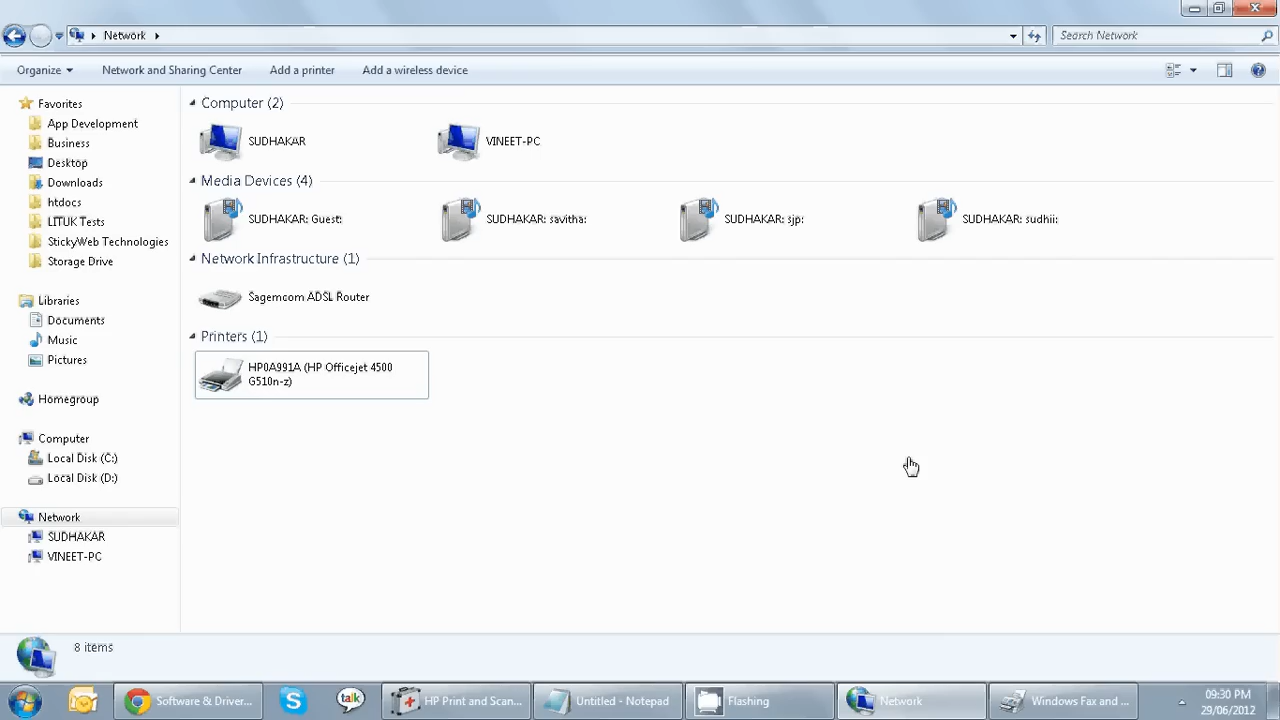 Network
Search Network
Organize
Network and Sharing Center
Add a printer
Add a wireless device
Favorites
App Development
Business
Desktop
Downloads
htdocs
LITUK Tests
StickyWeb Technologies
Storage Drive
Libraries
Documents
Music
Pictures
Homegroup
Computer
Local Disk (C:)
Local Disk (D:)
Network
SUDHAKAR
VINEET-PC
Computer (2)
SUDHAKAR
VINEET-PC
Media Devices (4)
SUDHAKAR: Guest:
SUDHAKAR: savitha:
SUDHAKAR: sjp:
SUDHAKAR: sudhii:
Network Infrastructure (1)
Sagemcom ADSL Router
Printers (1)
HP0A991A (HP Officejet 4500
G510n-z)
8 items
Software & Driver...
talk
HP Print and Scan...
Untitled - Notepad
Flashing
Network
Windows Fax and ...
09:30 PM
29/06/2012